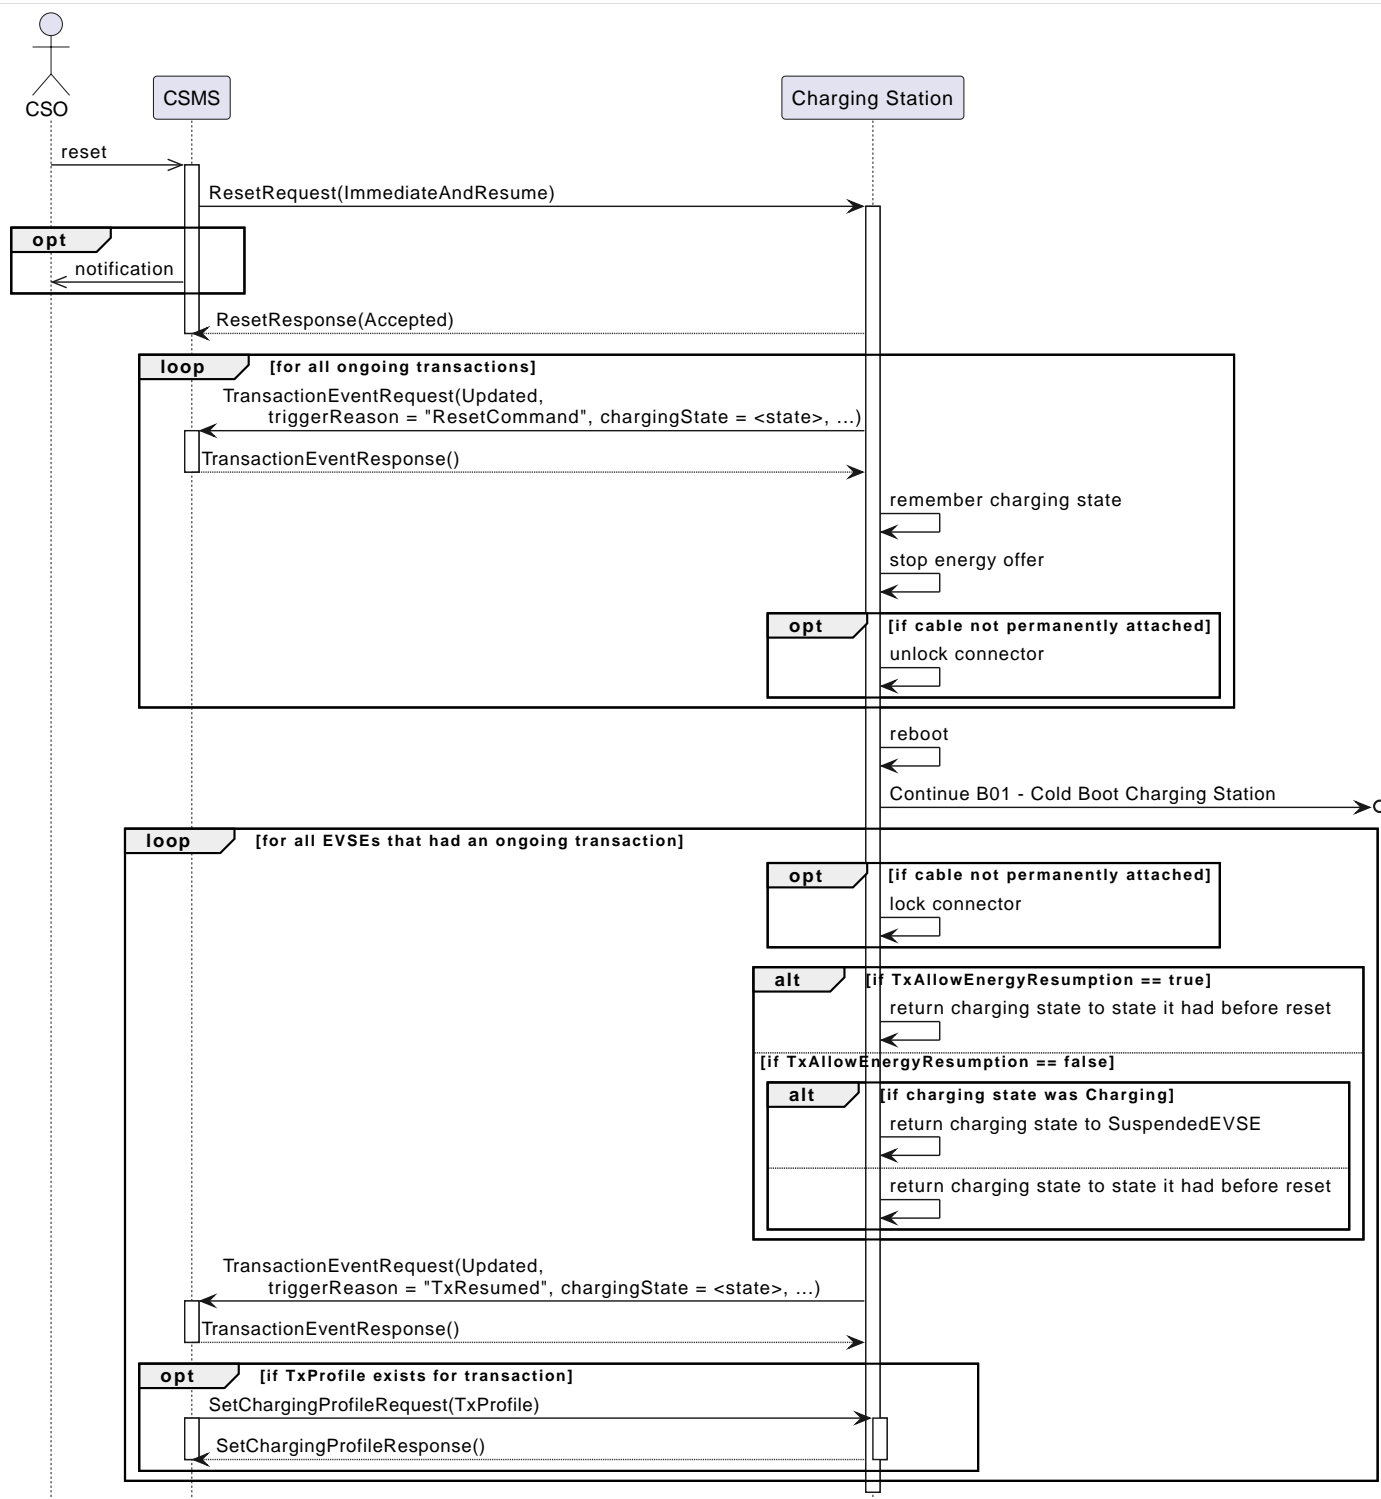 CSO
CSMS
Charging Station
reset
ResetRequest(ImmediateAndResume)
opt
notification
ResetResponse(Accepted)
loop [for all ongoing transactions]
TransactionEventRequest(Updated,
triggerReason = "ResetCommand", chargingState = <state>, ...)
TransactionEventResponse()
remember charging state
stop energy offer
opt [if cable not permanently attached]
unlock connector
reboot
Continue B01 - Cold Boot Charging Station
loop [for all EVSEs that had an ongoing transaction]
opt [if cable not permanently attached]
lock connector
alt [if TxAllowEnergyResumption == true]
return charging state to state it had before reset
[if TxAllowEnergyResumption == false]
alt [if charging state was Charging]
return charging state to SuspendedEVSE
return charging state to state it had before reset
TransactionEventRequest(Updated,
triggerReason = "TxResumed", chargingState = <state>, ...)
TransactionEventResponse()
opt [if TxProfile exists for transaction]
SetChargingProfileRequest(TxProfile)
SetChargingProfileResponse()